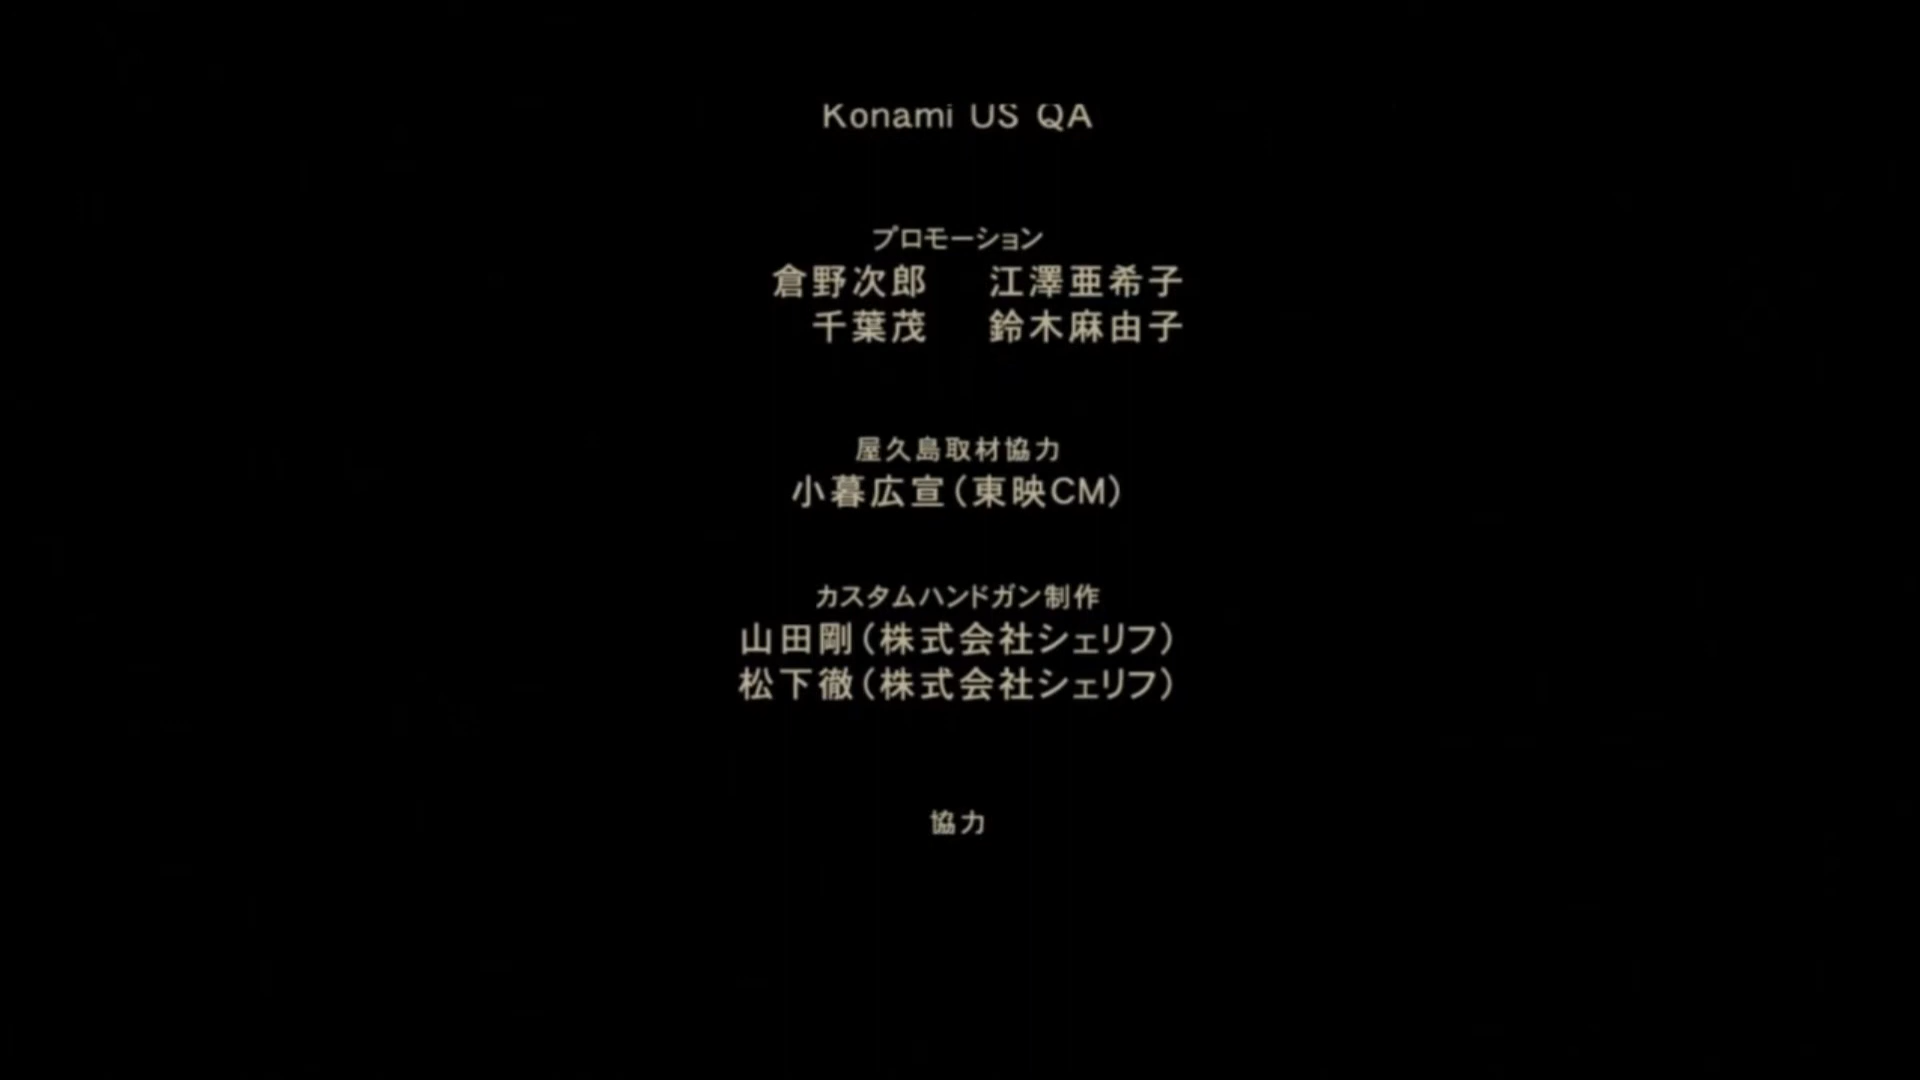 Konami US QA
プロモーション
倉野次郎 江澤亜希子
千葉茂 鈴木麻由子
屋久島取材協力
小暮広宣(東映CM)
カスタムハンドガン制作
山田剛(株式会社シェリフ)
松下徹(株式会社シェリフ)
協力